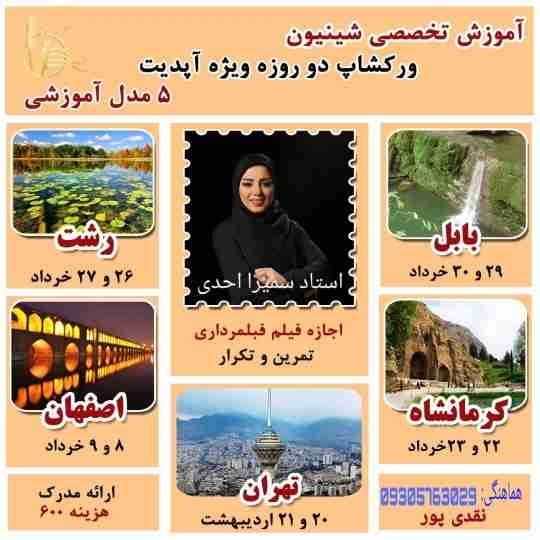 آموزش تخصصی شینیون
ورکشاپ دو روزه ویژه آپدیت
۵ مدل آموزشی
بابل
۲۹ و ۳۰ خرداد
استاد سمیرا احدی
اجازه فیلم فیلمرداری
تمرین و تکرار
رشت
۲۶ و ۲۷ خرداد
کرمانشاه
۲۲ و ۲۳خرداد
اصفهان
۸ و ۹ خرداد
تهران
۲۰ و ۲۱ اردیبهشت
هماهنگی: 09305763029
نقدی پور
ارائه مدرک
هزینه ۶۰۰